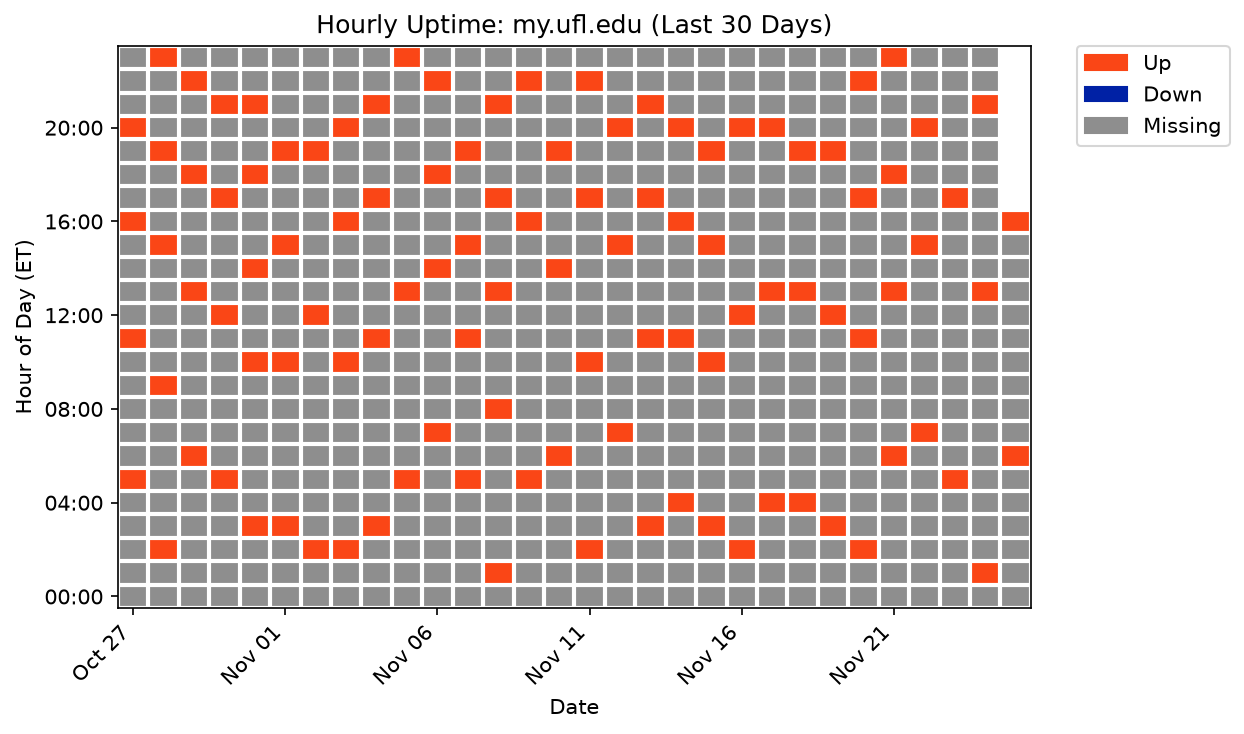 Hourly Uptime: my.ufl.edu (Last 30 Days)
Up
Down
Missing
20:00
16:00
12:00
08:00
04:00
00:00
Hour of Day (ET)
Oct 27
Nov 01
Nov 06
Nov 11
Nov 16
Nov 21
Date